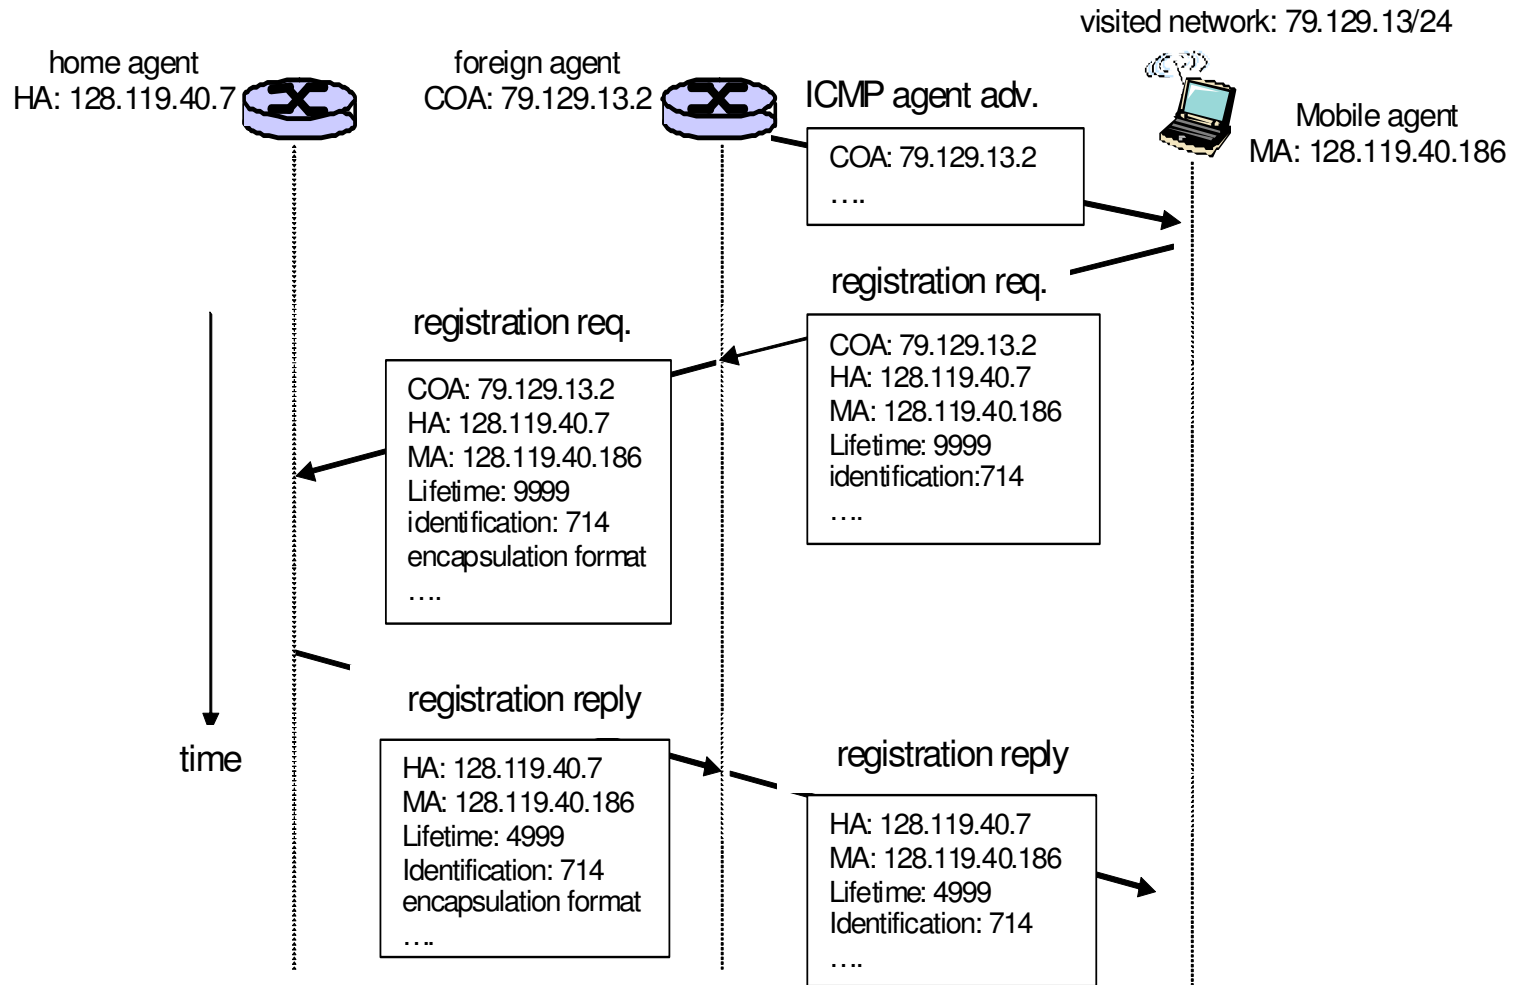 visited network: 79.129.13/24
home agent
HA: 128.119.40.7
foreign agent
COA: 79.129.13.2
ICMP agent adv.
Mobile agent
MA: 128.119.40.186
COA: 79.129.13.2
….
registration req.
COA: 79.129.13.2
HA: 128.119.40.7
MA: 128.119.40.186
Lifetime: 9999
identification:714
….
registration req.
COA: 79.129.13.2
HA: 128.119.40.7
MA: 128.119.40.186
Lifetime: 9999
identification: 714
encapsulation format
….
time
registration reply
HA: 128.119.40.7
MA: 128.119.40.186
Lifetime: 4999
Identification: 714
encapsulation format
….
registration reply
HA: 128.119.40.7
MA: 128.119.40.186
Lifetime: 4999
Identification: 714
….